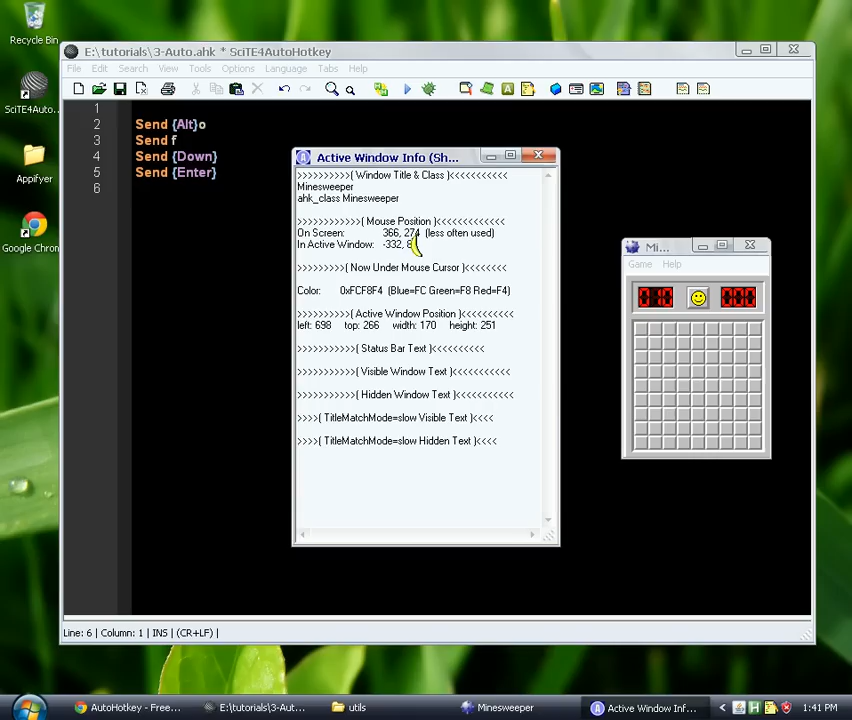 Recycle Bin
SciTE4Auto...
Appifyer
Google Chron
E:\tutorials\3-Auto.ahk * SciTE4AutoHotkey
File Edit Search View Tools Options Language Tabs Help
1
2 Send {Alt}o
3 Send f
4 Send {Down}
5 Send {Enter}
6
Line: 6 | Column: 1 | INS | (CR+LF) |
Active Window Info (Sh...
>>>>>>>>>>( Window Title & Class )<<<<<<<<<<<
Minesweeper
ahk_class Minesweeper
>>>>>>>>>>>>( Mouse Position )<<<<<<<<<<<<<
On Screen: 366, 274 (less often used)
In Active Window: -332, 8
>>>>>>>>>( Now Under Mouse Cursor )<<<<<<<<
Color: 0xFCF8F4 (Blue=FC Green=F8 Red=F4)
>>>>>>>>>>( Active Window Position )<<<<<<<<<<
left: 698 top: 266 width: 170 height: 251
>>>>>>>>>>>( Status Bar Text )<<<<<<<<<<
>>>>>>>>>>>( Visible Window Text )<<<<<<<<<<<
>>>>>>>>>>>( Hidden Window Text )<<<<<<<<<<<
>>>>( TitleMatchMode=slow Visible Text )<<<<
>>>>( TitleMatchMode=slow Hidden Text )<<<<
Mi...
Game Help
010 000
AutoHotkey - Free... E:\tutorials\3-Aut... utils Minesweeper Active Window Inf... 1:41 PM